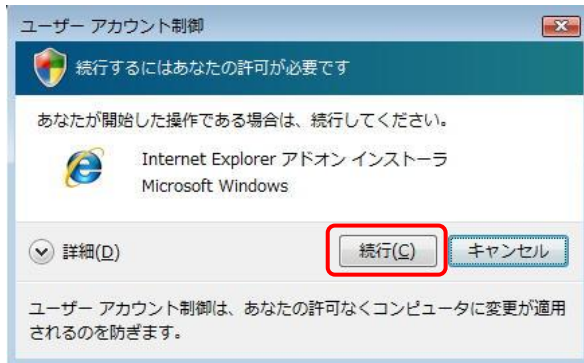 ユーザー アカウント制御
続行するにはあなたの許可が必要です
あなたが開始した操作である場合は、続行してください。
Internet Explorer アドオン インストーラ
Microsoft Windows
詳細(D)
続行(C)
キャンセル
ユーザー アカウント制御は、あなたの許可なくコンピュータに変更が適用
されるのを防ぎます。